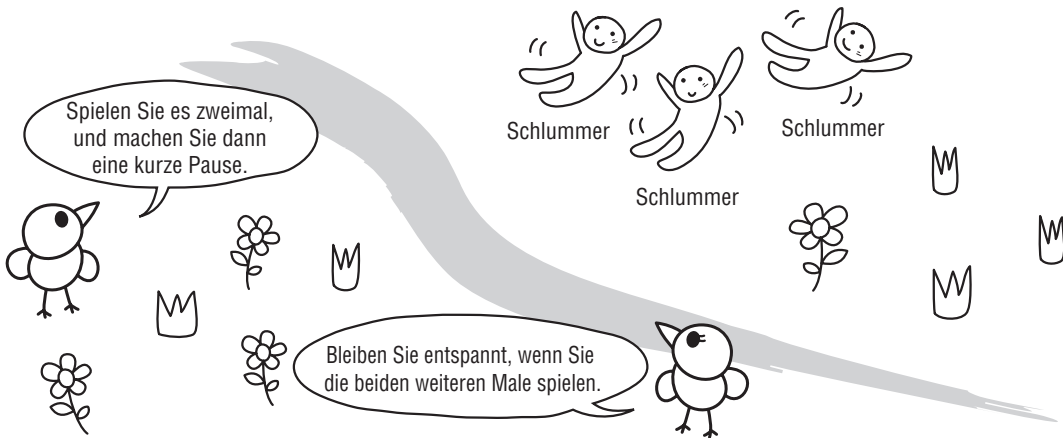 Spielen Sie es zweimal,
und machen Sie dann
eine kurze Pause.
Schlummer
Schlummer
Schlummer
Bleiben Sie entspannt, wenn Sie
die beiden weiteren Male spielen.